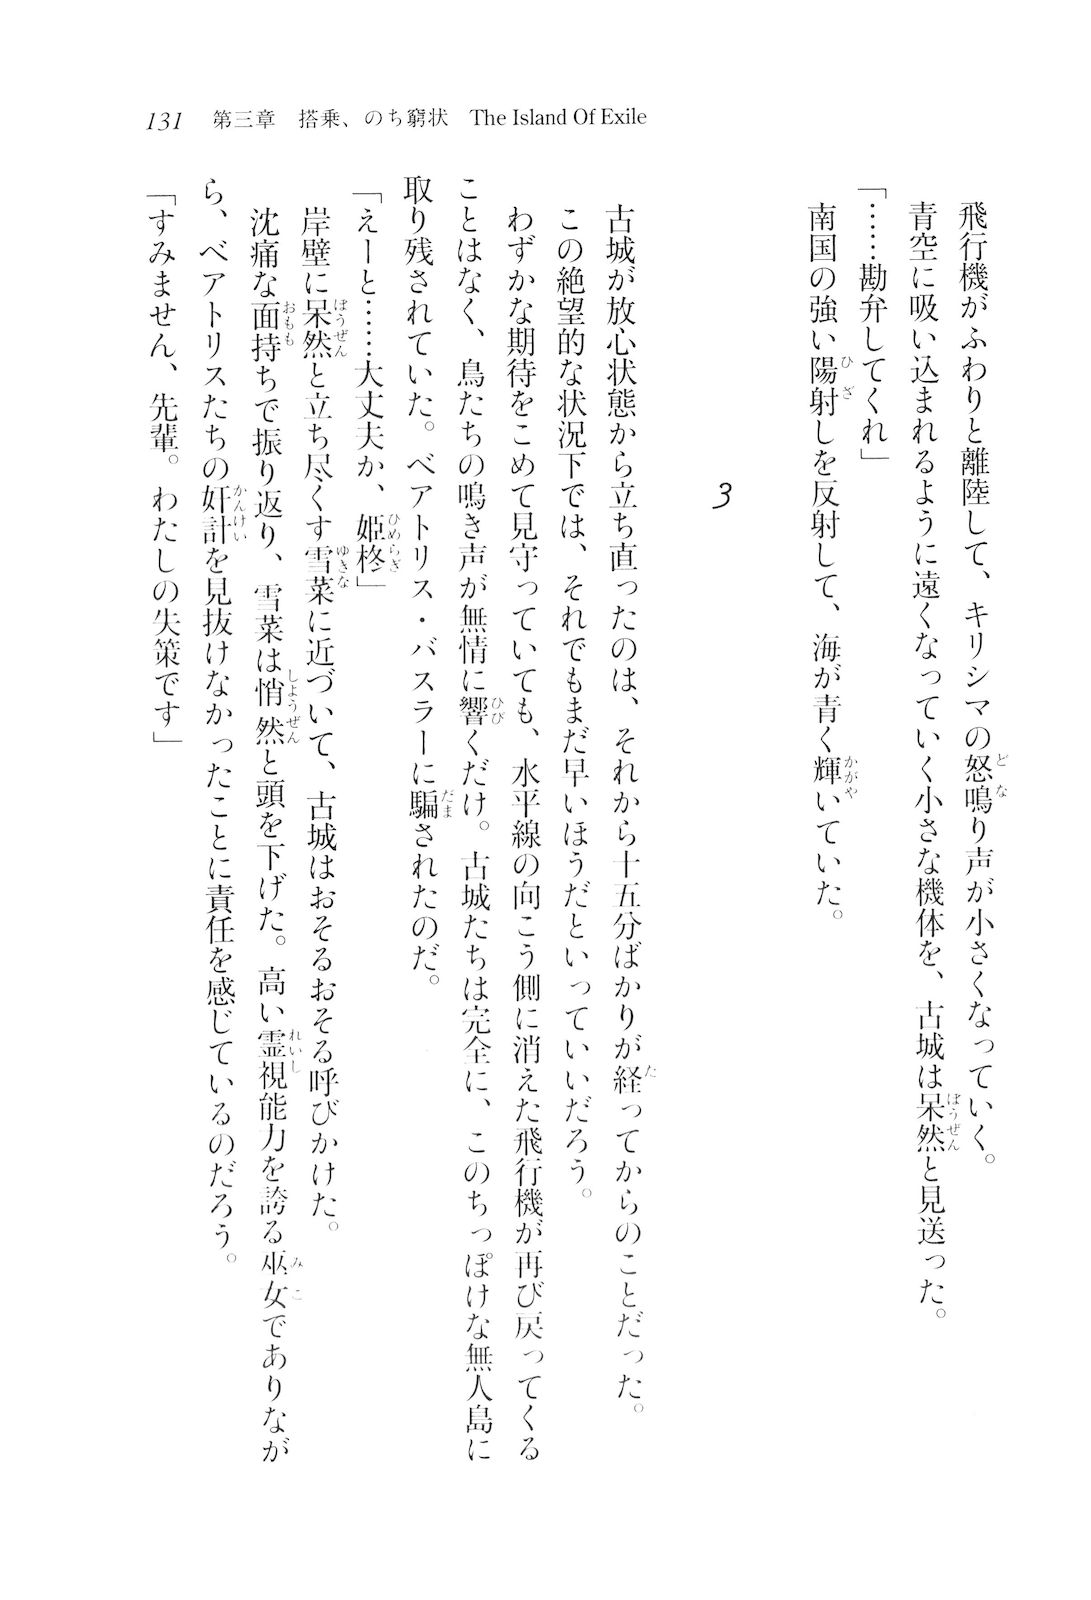 131 第三章 搭乗、のち窮状 The Island Of Exile
飛行機がふわりと離陸して、キリシマの怒鳴り声が小さくなっていく。
青空に吸い込まれるように遠くなっていく小さな機体を、古城は呆然と見送った。
「……勘弁してくれ」
南国の強い陽射しを反射して、海が青く輝いていた。
3
古城が放心状態から立ち直ったのは、それから十五分ばかりが経ってからのことだった。
この絶望的な状況下では、それでもまだ早いほうだといっていいだろう。
わずかな期待をこめて見守っていても、水平線の向こう側に消えた飛行機が再び戻ってくる
ことはなく、鳥たちの鳴き声が無情に響くだけ。古城たちは完全に、このちっぽけな無人島に
取り残されていた。ベアトリス・バスラーに騙されたのだ。
「えーと……大丈夫か、姫柊」
岸壁に呆然と立ち尽くす雪菜に近づいて、古城はおそるおそる呼びかけた。
沈痛な面持ちで振り返り、雪菜は悄然と頭を下げた。高い霊視能力を誇る巫女でありなが
ら、ベアトリスたちの奸計を見抜けなかったことに責任を感じているのだろう。
「すみません、先輩。わたしの失策です」